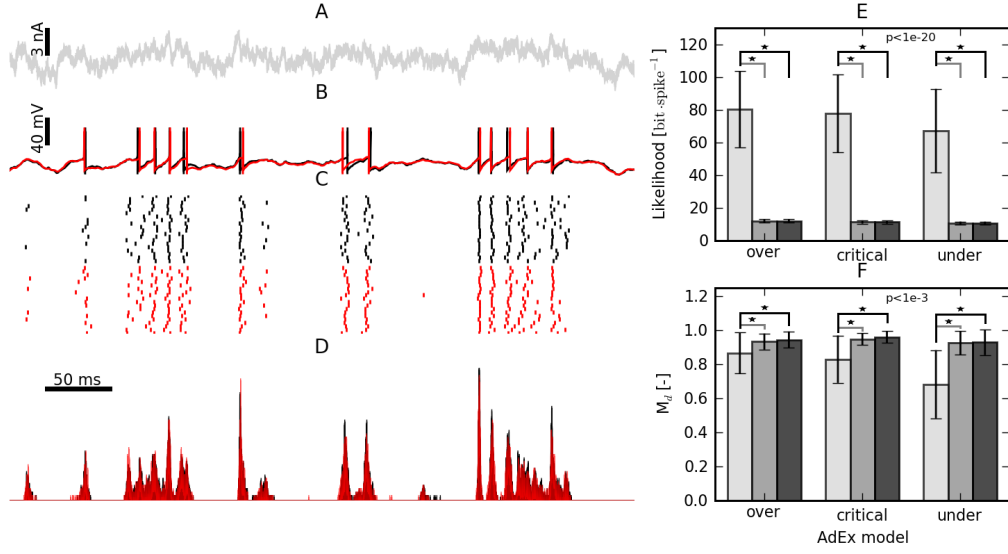 A
3 nA
B
40 mV
C
D
50 ms
E
p<1e-20
Likelihood [bit·spike⁻¹]
120
100
80
60
40
20
0
★ ★ ★ ★ ★ ★
over critical under
F
p<1e-3
M_d [-]
1.2
1.0
0.8
0.6
0.4
0.2
0.0
★ ★ ★ ★ ★ ★
over critical under
AdEx model